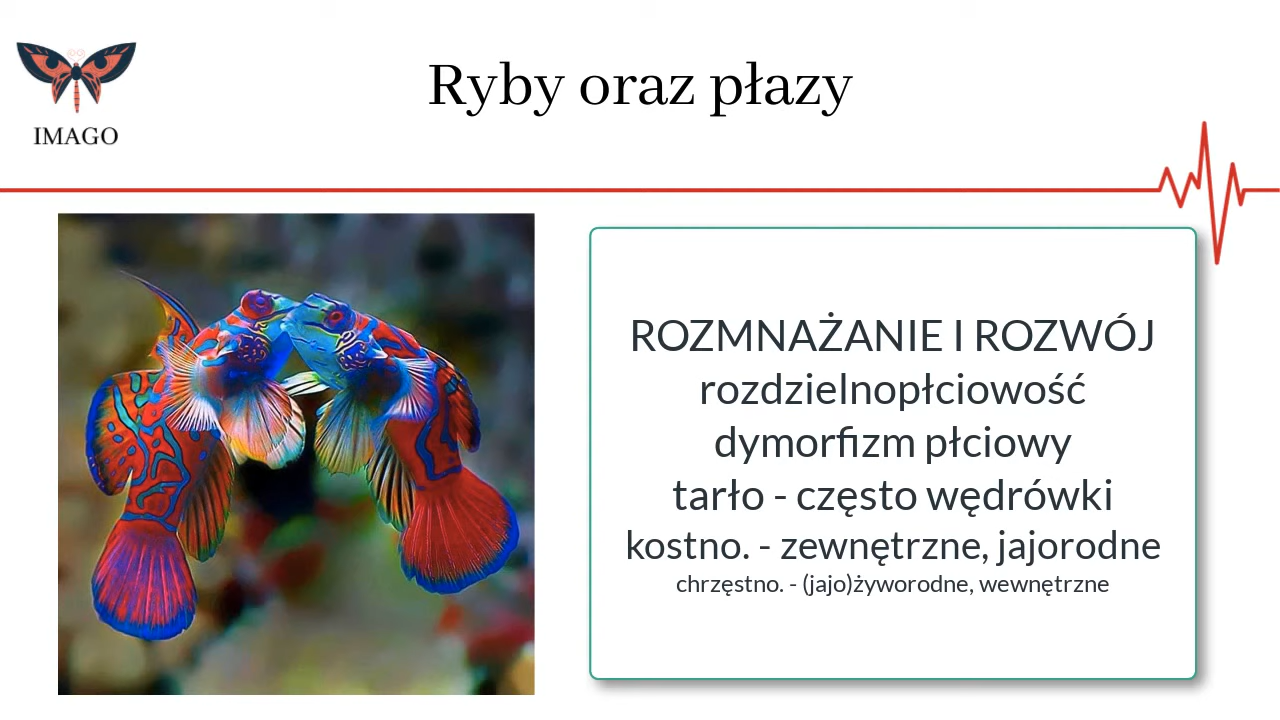 IMAGO
Ryby oraz płazy
ROZMNAŻANIE I ROZWÓJ
rozdzielnopłciowość
dymorfizm płciowy
tarło - często wędrówki
kostno. - zewnętrzne, jajorodne
chrzęstno. - (jajo)żyworodne, wewnętrzne